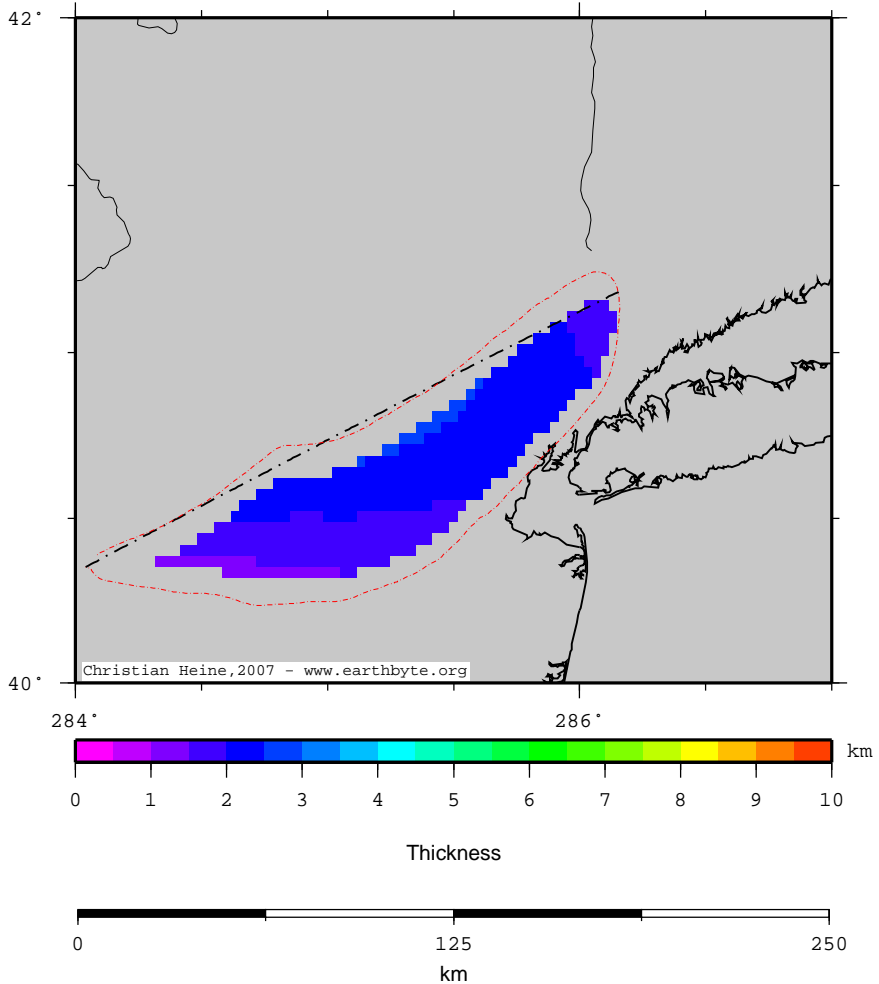 42°
Christian Heine,2007 - www.earthbyte.org
40°
284° 286°
km
0 1 2 3 4 5 6 7 8 9 10
Thickness
0 125 250
km